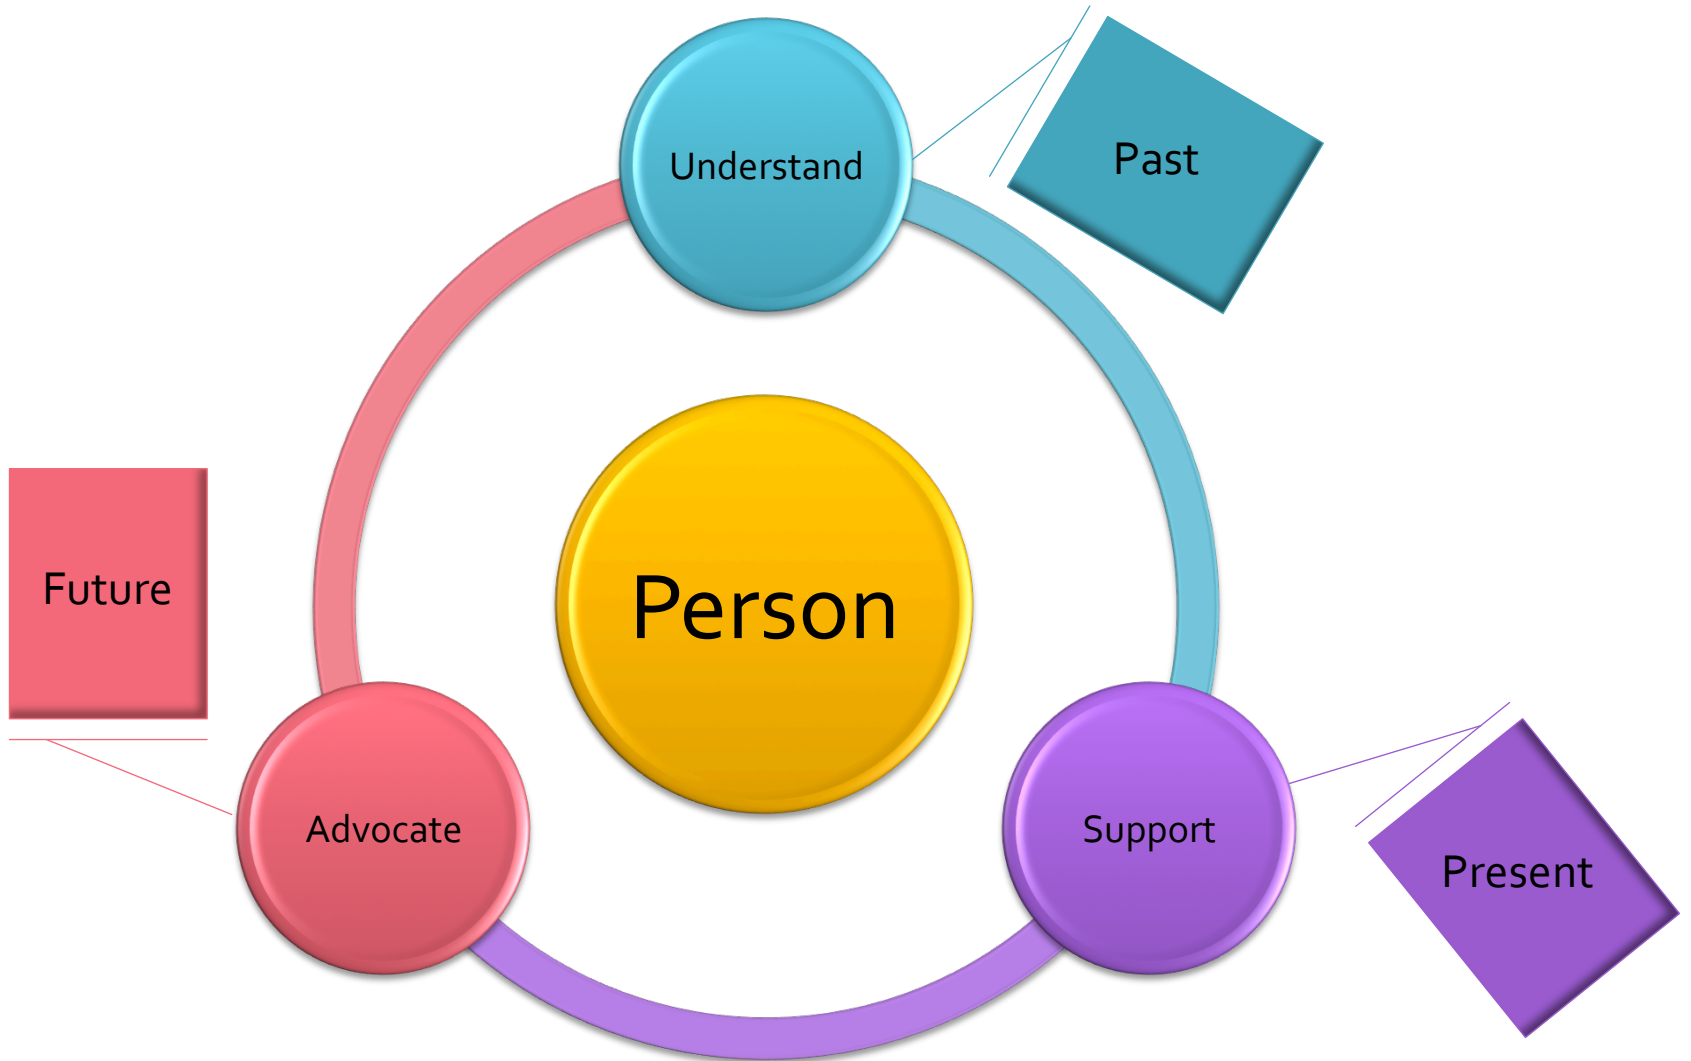 Understand
Past
Person
Future
Advocate
Support
Present